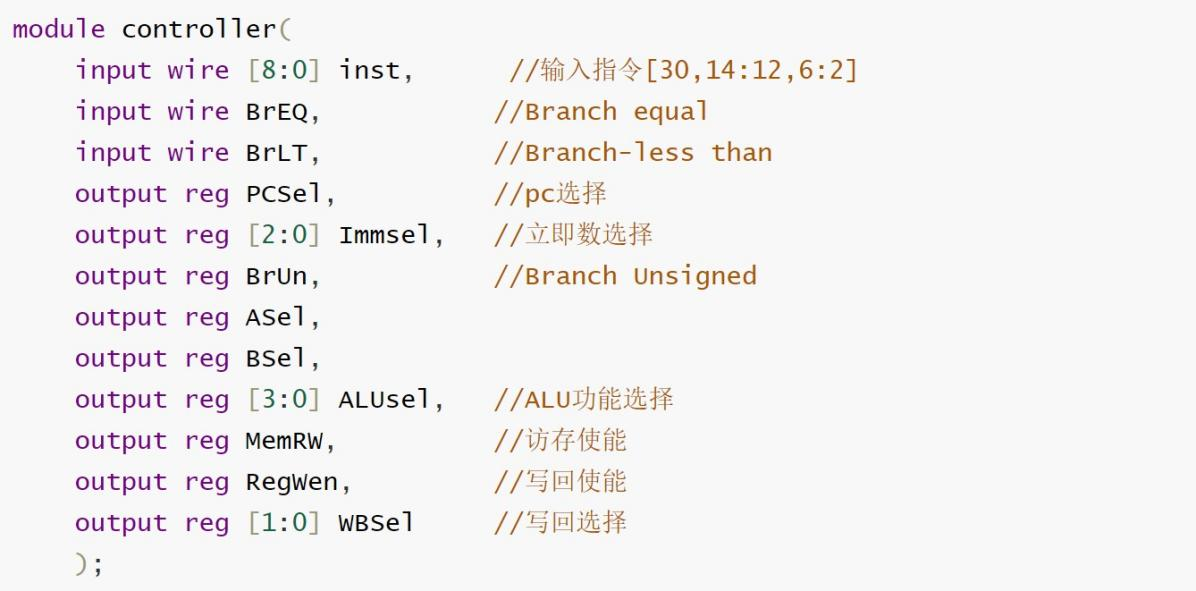 module controller(
input wire [8:0] inst, //输入指令[30,14:12,6:2]
input wire BrEQ, //Branch equal
input wire BrLT, //Branch-less than
output reg PCSel, //pc选择
output reg [2:0] Immsel, //立即数选择
output reg BrUn, //Branch Unsigned
output reg ASel,
output reg BSel,
output reg [3:0] ALUsel, //ALU功能选择
output reg MemRW, //访存使能
output reg RegWen, //写回使能
output reg [1:0] WBSel //写回选择
);